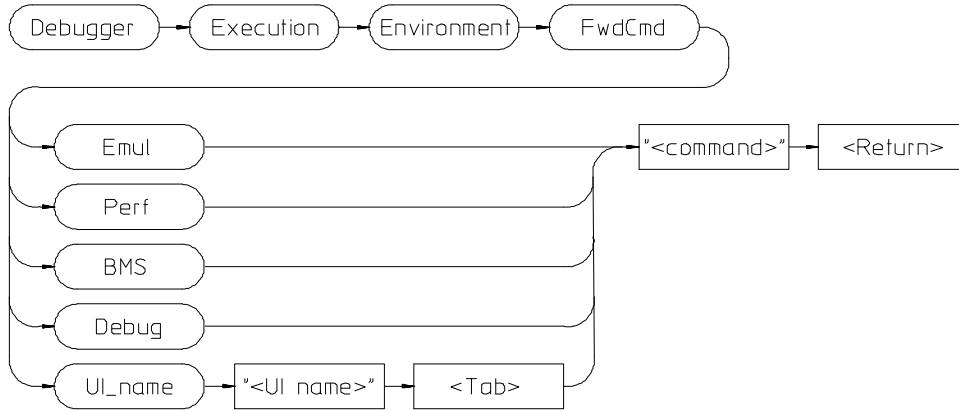 Debugger Execution Environment FwdCmd
Emul "<command>" <Return>
Perf
BMS
Debug
UI_name "<UI name>" <Tab>